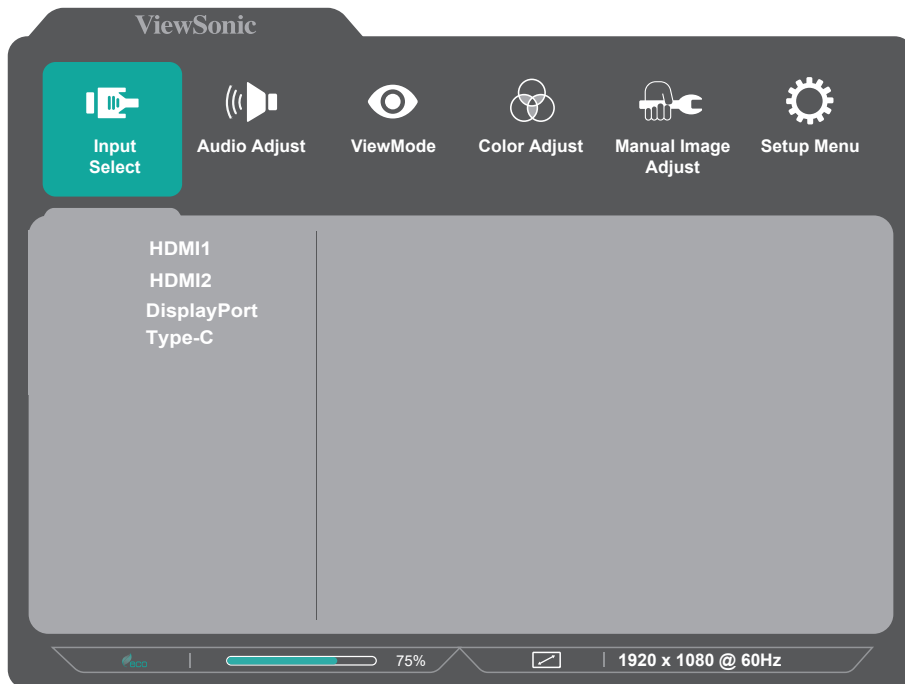 ViewSonic
Input
Select
Audio Adjust
ViewMode
Color Adjust
Manual Image
Adjust
Setup Menu
HDMI1
HDMI2
DisplayPort
Type-C
eco
75%
1920 x 1080 @ 60Hz